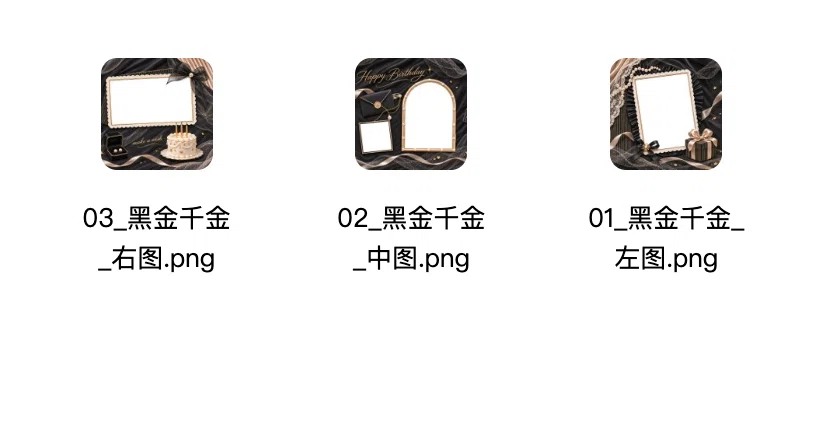 Happy Birthday
make a wish
03_黑金千金
_右图.png
02_黑金千金
_中图.png
01_黑金千金_
左图.png